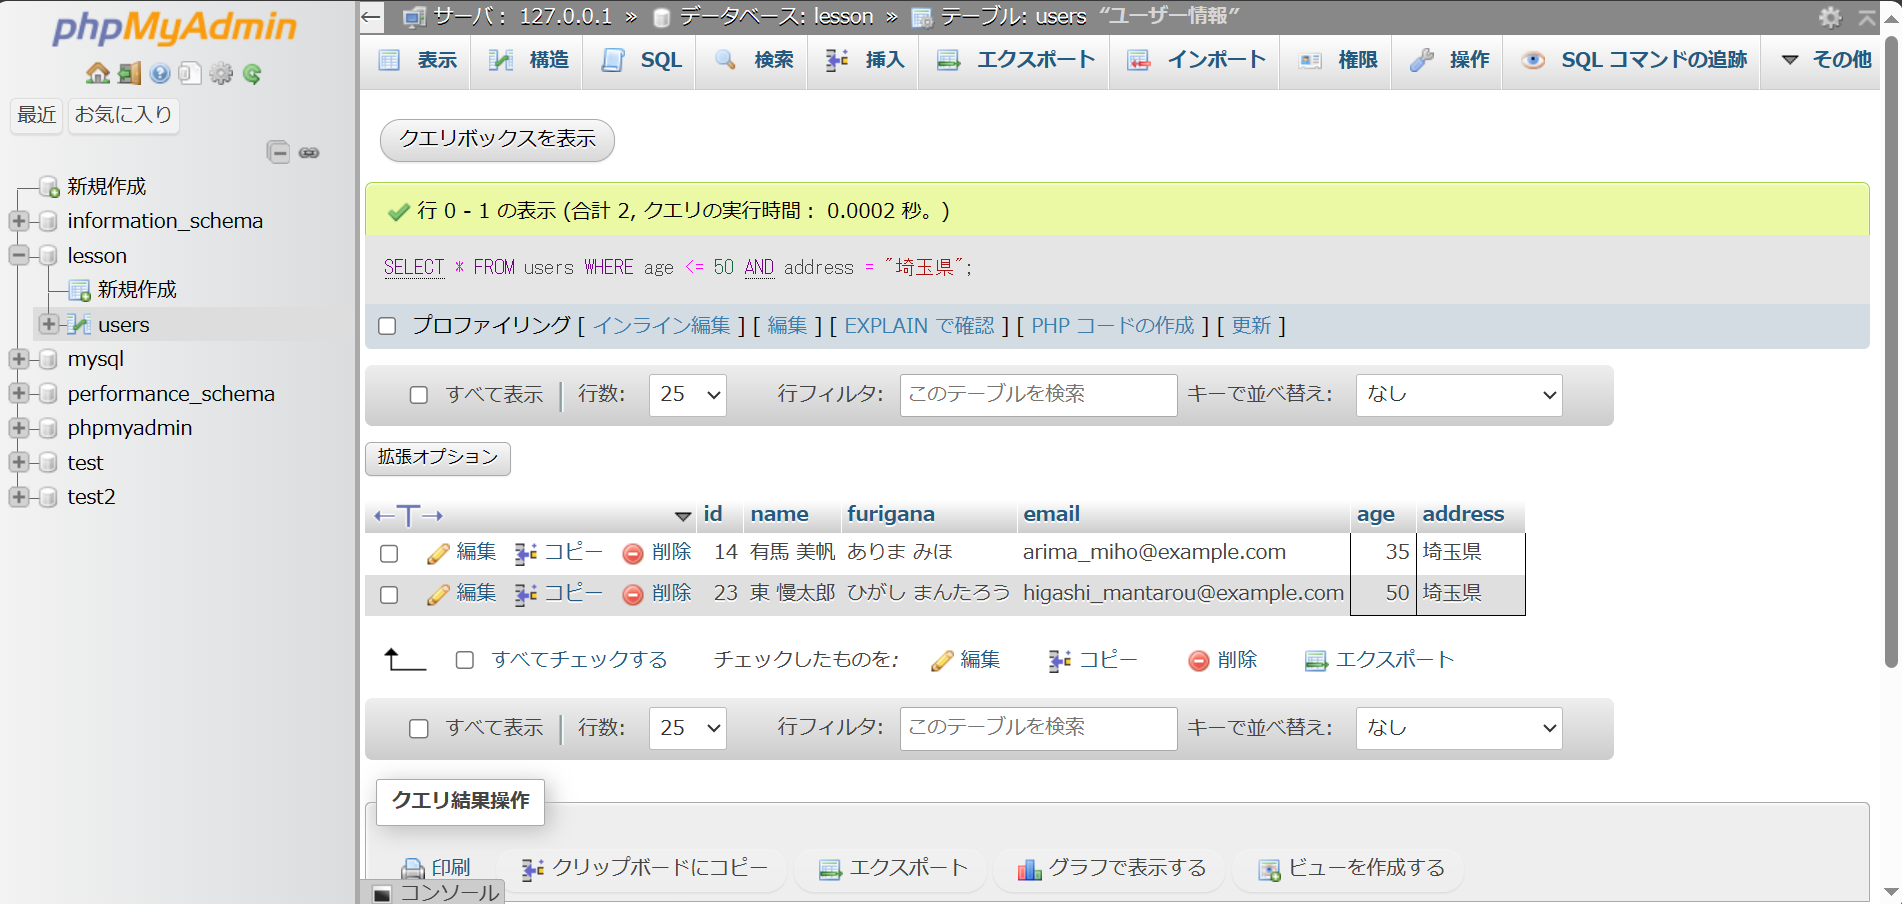 phpMyAdmin
最近 お気に入り
新規作成
information_schema
lesson
新規作成
users
mysql
performance_schema
phpmyadmin
test
test2
サーバ: 127.0.0.1 » データベース: lesson » テーブル: users "ユーザー情報"
表示 構造 SQL 検索 挿入 エクスポート インポート 権限 操作 SQL コマンドの追跡 その他
クエリボックスを表示
行 0 - 1 の表示 (合計 2, クエリの実行時間: 0.0002 秒。)
SELECT * FROM users WHERE age <= 50 AND address = "埼玉県";
プロファイリング [ インライン編集 ] [ 編集 ] [ EXPLAIN で確認 ] [ PHP コードの作成 ] [ 更新 ]
すべて表示 行数: 25 行フィルタ: このテーブルを検索 キーで並べ替え: なし
拡張オプション
←T→ id name furigana email age address
編集 コピー 削除 14 有馬 美帆 ありま みほ arima_miho@example.com 35 埼玉県
編集 コピー 削除 23 東 慢太郎 ひがし まんたろう higashi_mantarou@example.com 50 埼玉県
すべてチェックする チェックしたものを: 編集 コピー 削除 エクスポート
すべて表示 行数: 25 行フィルタ: このテーブルを検索 キーで並べ替え: なし
クエリ結果操作
印刷 クリップボードにコピー エクスポート グラフで表示する ビューを作成する
コンソール